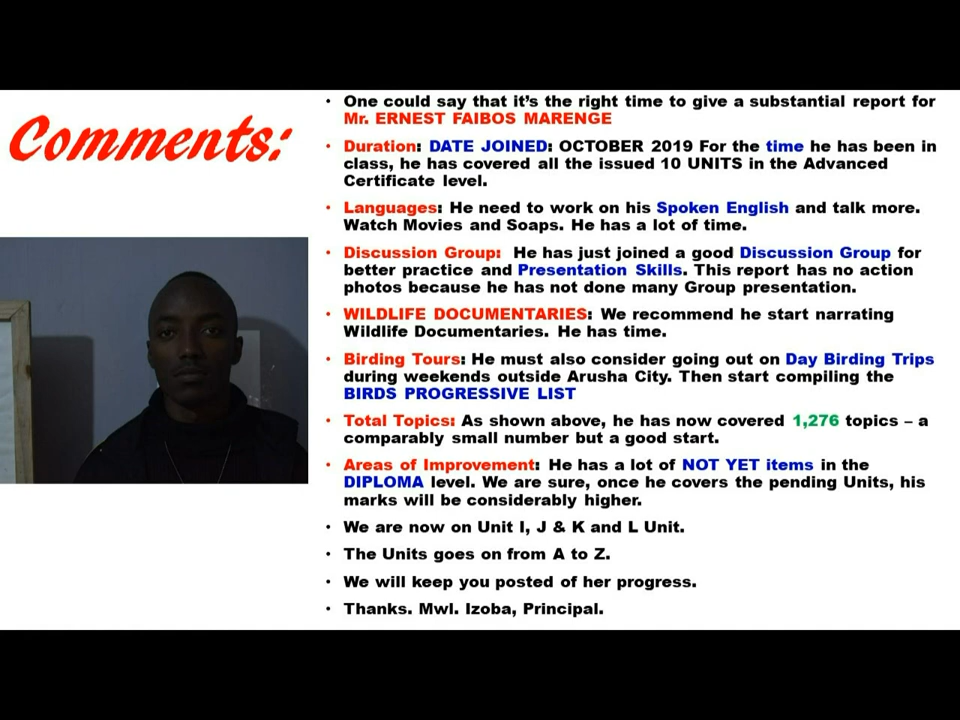 Comments:
• One could say that it's the right time to give a substantial report for
Mr. ERNEST FAIBOS MARENGE
• Duration: DATE JOINED: OCTOBER 2019 For the time he has been in
class, he has covered all the issued 10 UNITS in the Advanced
Certificate level.
• Languages: He need to work on his Spoken English and talk more.
Watch Movies and Soaps. He has a lot of time.
• Discussion Group: He has just joined a good Discussion Group for
better practice and Presentation Skills. This report has no action
photos because he has not done many Group presentation.
• WILDLIFE DOCUMENTARIES: We recommend he start narrating
Wildlife Documentaries. He has time.
• Birding Tours: He must also consider going out on Day Birding Trips
during weekends outside Arusha City. Then start compiling the
BIRDS PROGRESSIVE LIST
• Total Topics: As shown above, he has now covered 1,276 topics – a
comparably small number but a good start.
• Areas of Improvement: He has a lot of NOT YET items in the
DIPLOMA level. We are sure, once he covers the pending Units, his
marks will be considerably higher.
• We are now on Unit I, J & K and L Unit.
• The Units goes on from A to Z.
• We will keep you posted of her progress.
• Thanks. Mwl. Izoba, Principal.